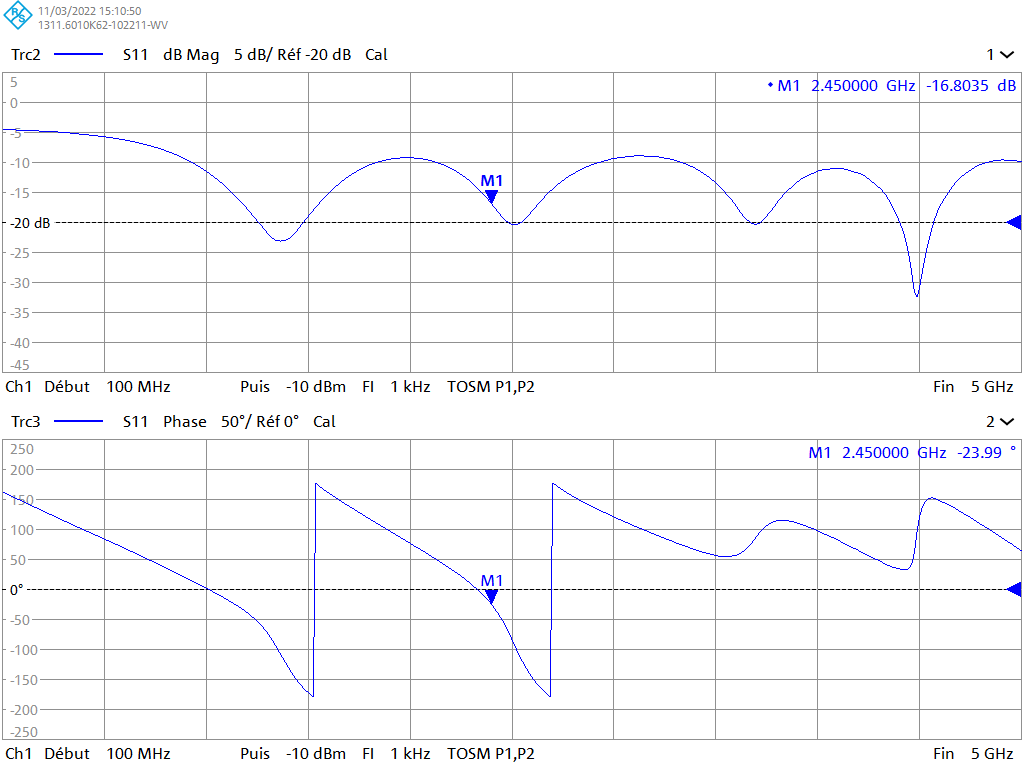 R&S
11/03/2022 15:10:50
1311.6010K62-102211-WV
Trc2 S11 dB Mag 5 dB/ Réf -20 dB Cal 1
M1 2.450000 GHz -16.8035 dB
5
0
-5
-10
-15
M1
-20 dB
-25
-30
-35
-40
-45
Ch1 Début 100 MHz Puis -10 dBm FI 1 kHz TOSM P1,P2 Fin 5 GHz
Trc3 S11 Phase 50°/ Réf 0° Cal 2
M1 2.450000 GHz -23.99 °
250
200
150
100
50
M1
0°
-50
-100
-150
-200
-250
Ch1 Début 100 MHz Puis -10 dBm FI 1 kHz TOSM P1,P2 Fin 5 GHz